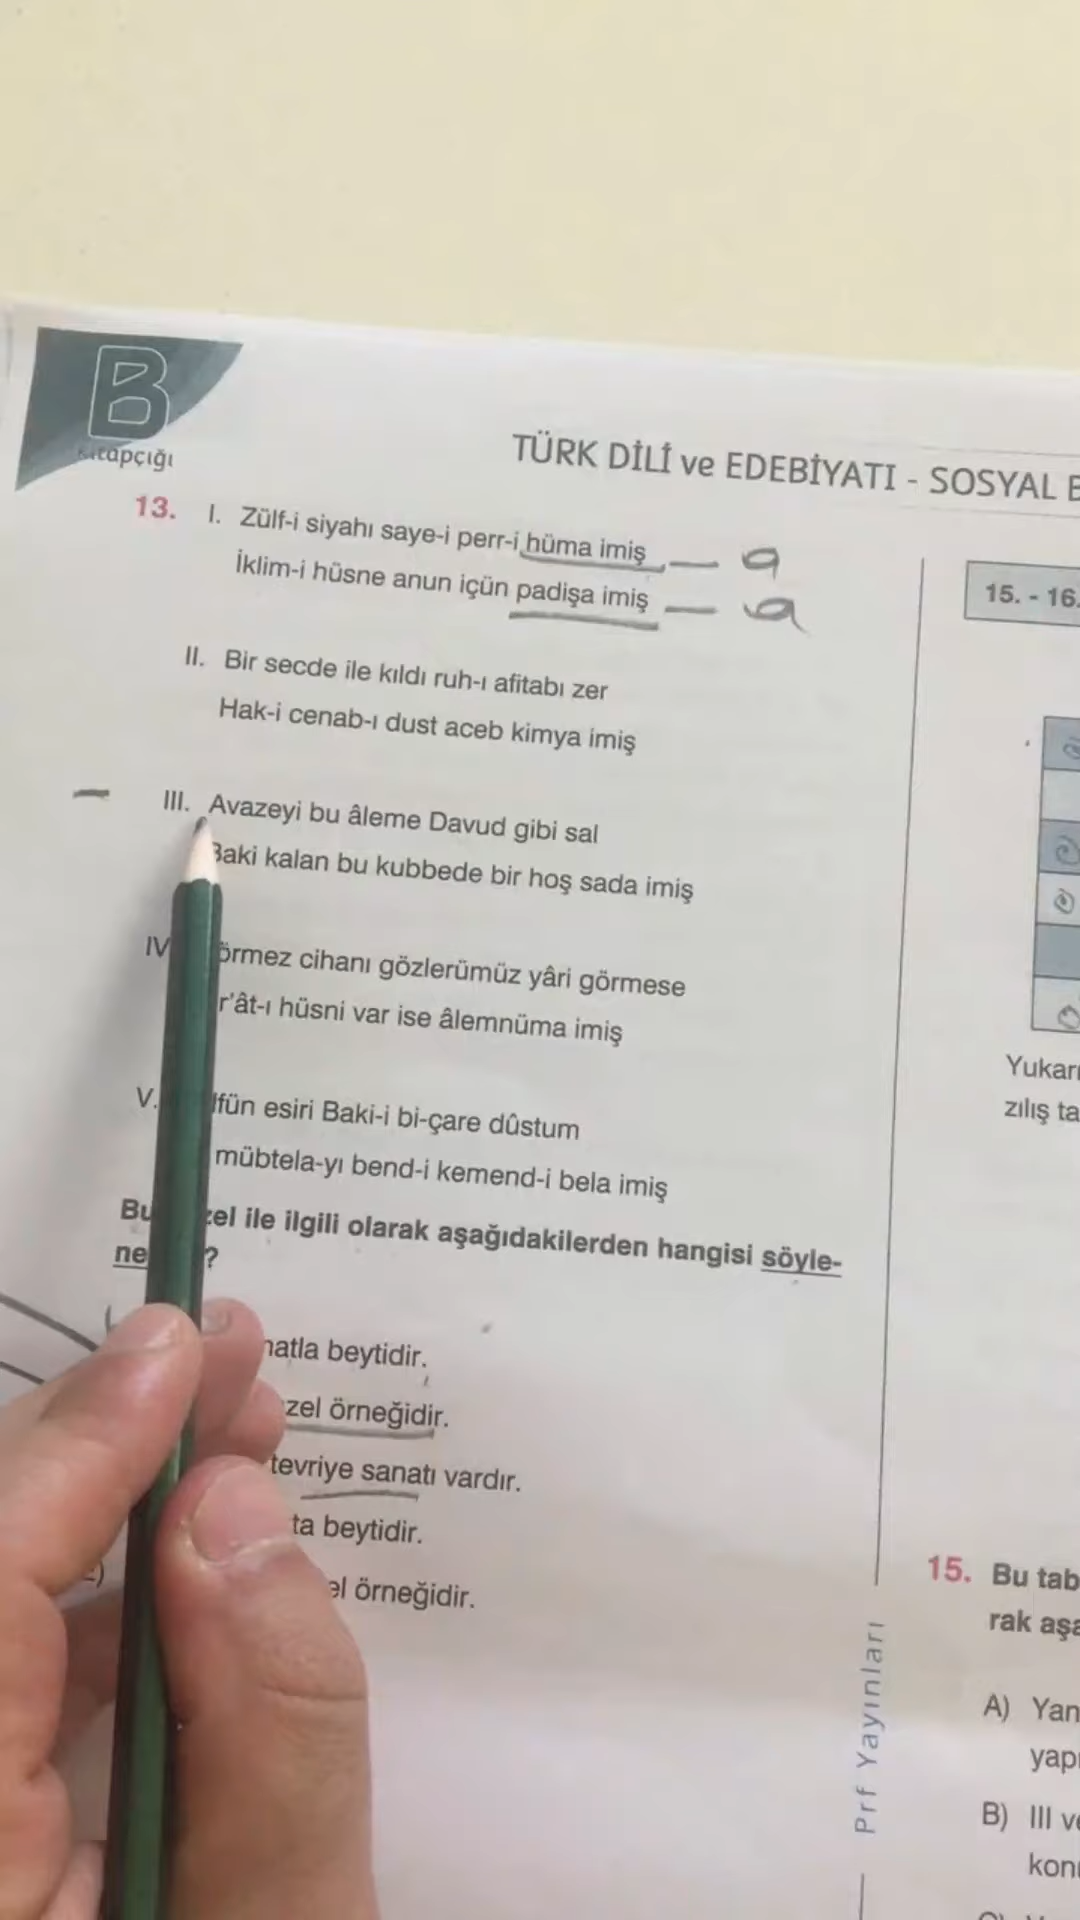 B
Kitapçığı
TÜRK DİLİ ve EDEBİYATI - SOSYAL
13. I. Zülf-i siyahı saye-i perr-i hüma imiş — a
İklim-i hüsne anun içün padişa imiş — a
II. Bir secde ile kıldı ruh-ı afitabı zer
Hak-i cenab-ı dust aceb kimya imiş
III. Avazeyi bu âleme Davud gibi sal
Baki kalan bu kubbede bir hoş sada imiş
IV örmez cihanı gözlerümüz yâri görmese
r'ât-ı hüsni var ise âlemnüma imiş
V. lfün esiri Baki-i bi-çare dûstum
mübtela-yı bend-i kemend-i bela imiş
Bu zel ile ilgili olarak aşağıdakilerden hangisi söyle-
ne ?
matla beytidir.
zel örneğidir.
tevriye sanatı vardır.
ta beytidir.
el örneğidir.
15. - 16.
Yukarı
zılış ta
15. Bu tab
rak aşa
A) Yan
yapı
B) III ve
kon
Prf Yayınları